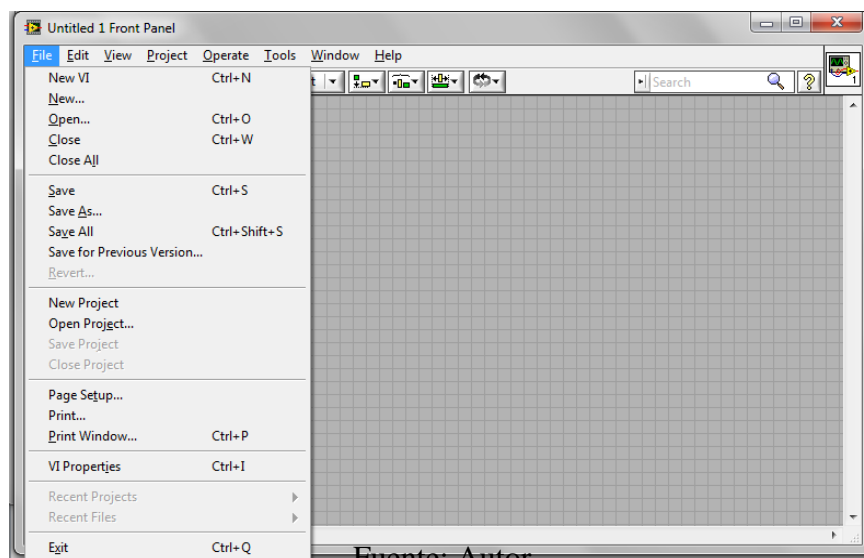 Untitled 1 Front Panel
File Edit View Project Operate Tools Window Help
New VI Ctrl+N
t Search 1
New...
Open... Ctrl+O
Close Ctrl+W
Close All
Save Ctrl+S
Save As...
Save All Ctrl+Shift+S
Save for Previous Version...
Revert...
New Project
Open Project...
Save Project
Close Project
Page Setup...
Print...
Print Window... Ctrl+P
VI Properties Ctrl+I
Recent Projects
Recent Files
Exit Ctrl+Q
Fuente: Autor